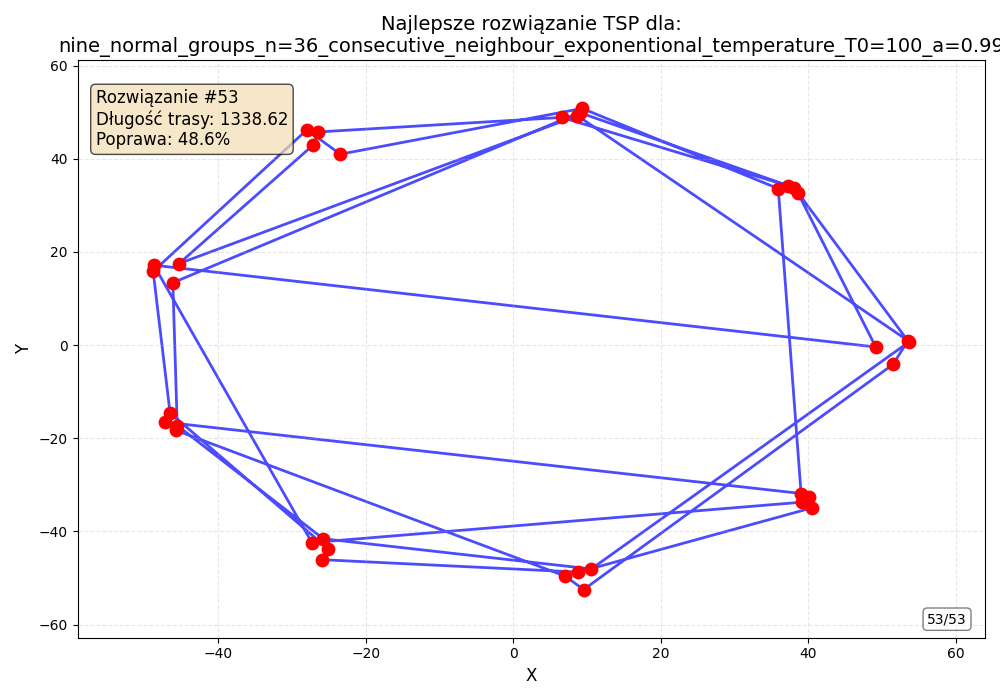 Najlepsze rozwiązanie TSP dla:
nine_normal_groups_n=36_consecutive_neighbour_exponentional_temperature_T0=100_a=0.99
Rozwiązanie #53
Długość trasy: 1338.62
Poprawa: 48.6%
60
40
20
0
−20
−40
−60
Y
53/53
−40
−20
0
20
40
60
X